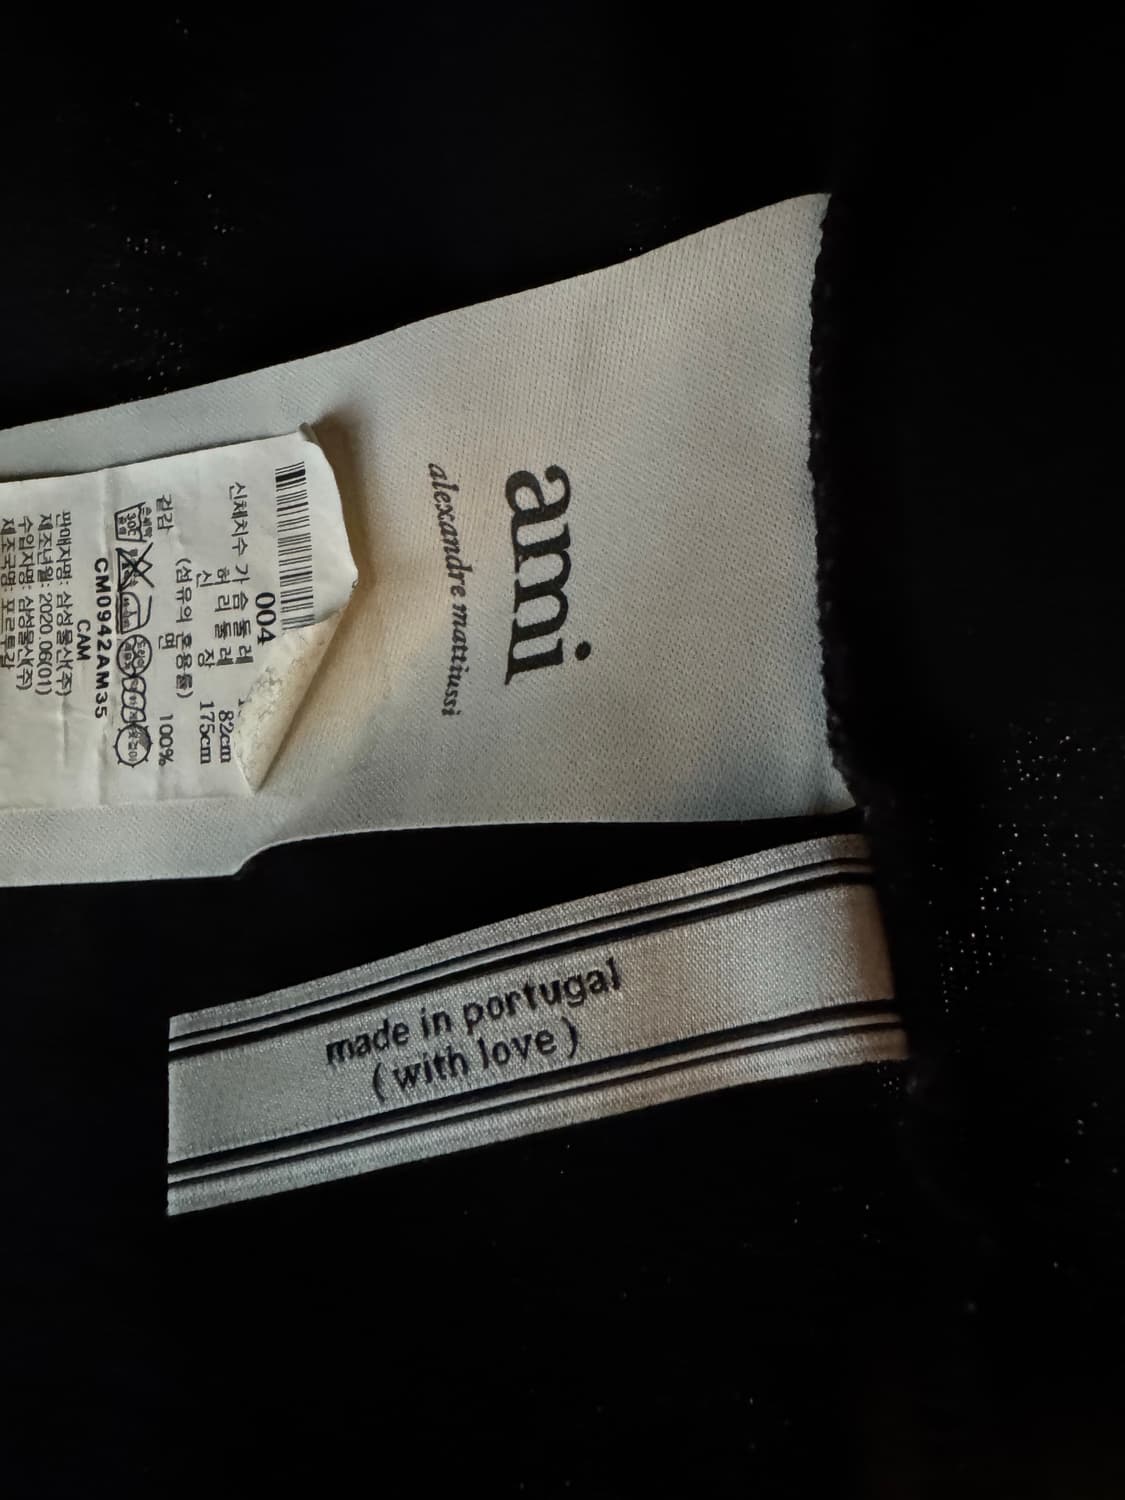 ami
alexandre mattiussi
004
신체치수 가슴둘레
허리둘레 82cm
신장 175cm
(섬유의 혼용률)
겉감 면 100%
CM0942AM35
CAM
판매자명: 삼성물산(주)
제조년월: 2020.06(01)
수입자명: 삼성물산(주)
제조국명: 포르투갈
made in portugal
(with love)